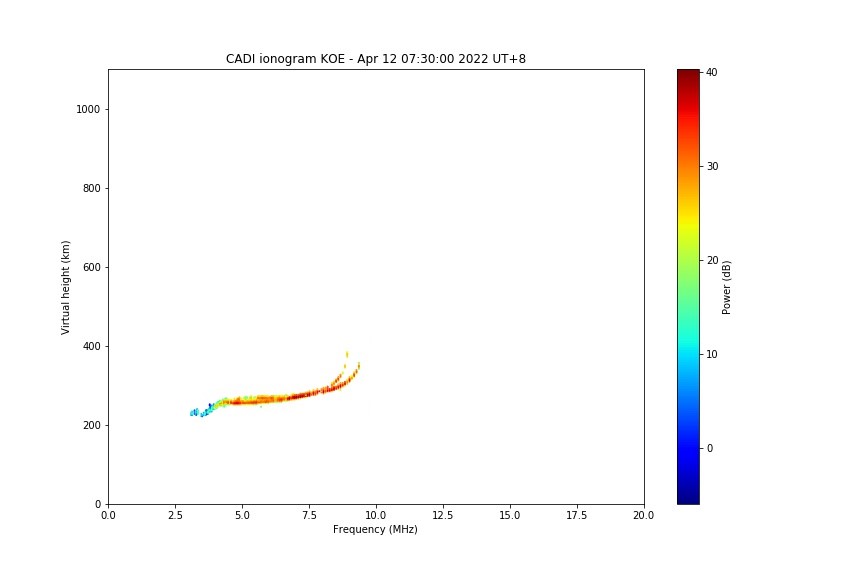 CADI ionogram KOE - Apr 12 07:30:00 2022 UT+8
1000
800
600
400
200
0
Virtual height (km)
0.0 2.5 5.0 7.5 10.0 12.5 15.0 17.5 20.0
Frequency (MHz)
40
30
20
10
0
Power (dB)